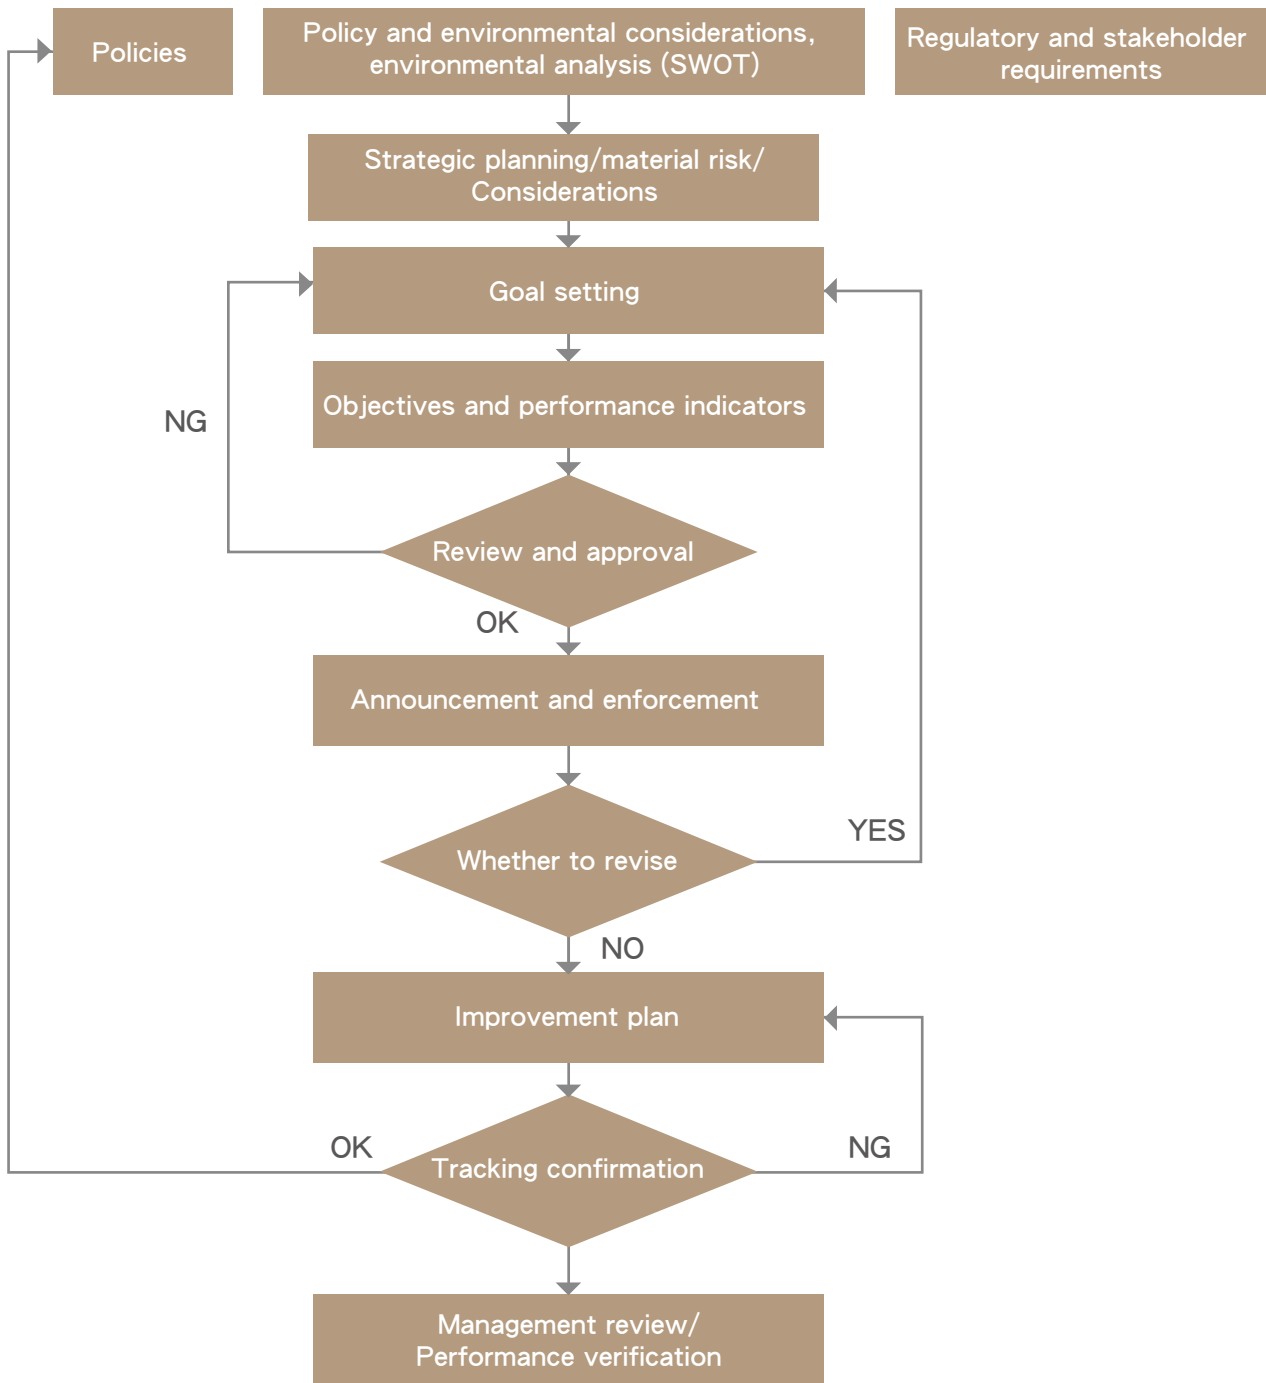 Policies
Policy and environmental considerations,
environmental analysis (SWOT)
Regulatory and stakeholder
requirements
Strategic planning/material risk/
Considerations
Goal setting
Objectives and performance indicators
NG
Review and approval
OK
Announcement and enforcement
YES
Whether to revise
NO
Improvement plan
OK
NG
Tracking confirmation
Management review/
Performance verification